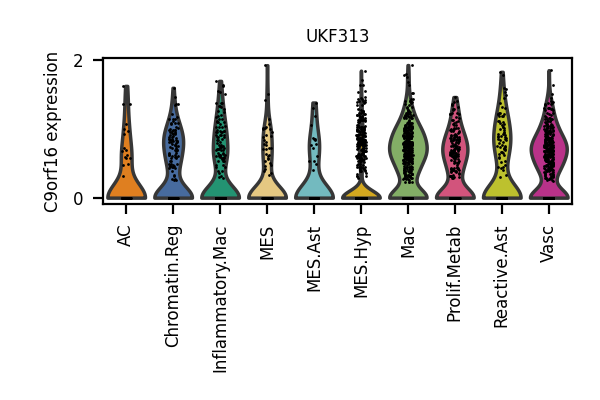 UKF313
C9orf16 expression
2
0
AC
Chromatin.Reg
Inflammatory.Mac
MES
MES.Ast
MES.Hyp
Mac
Prolif.Metab
Reactive.Ast
Vasc